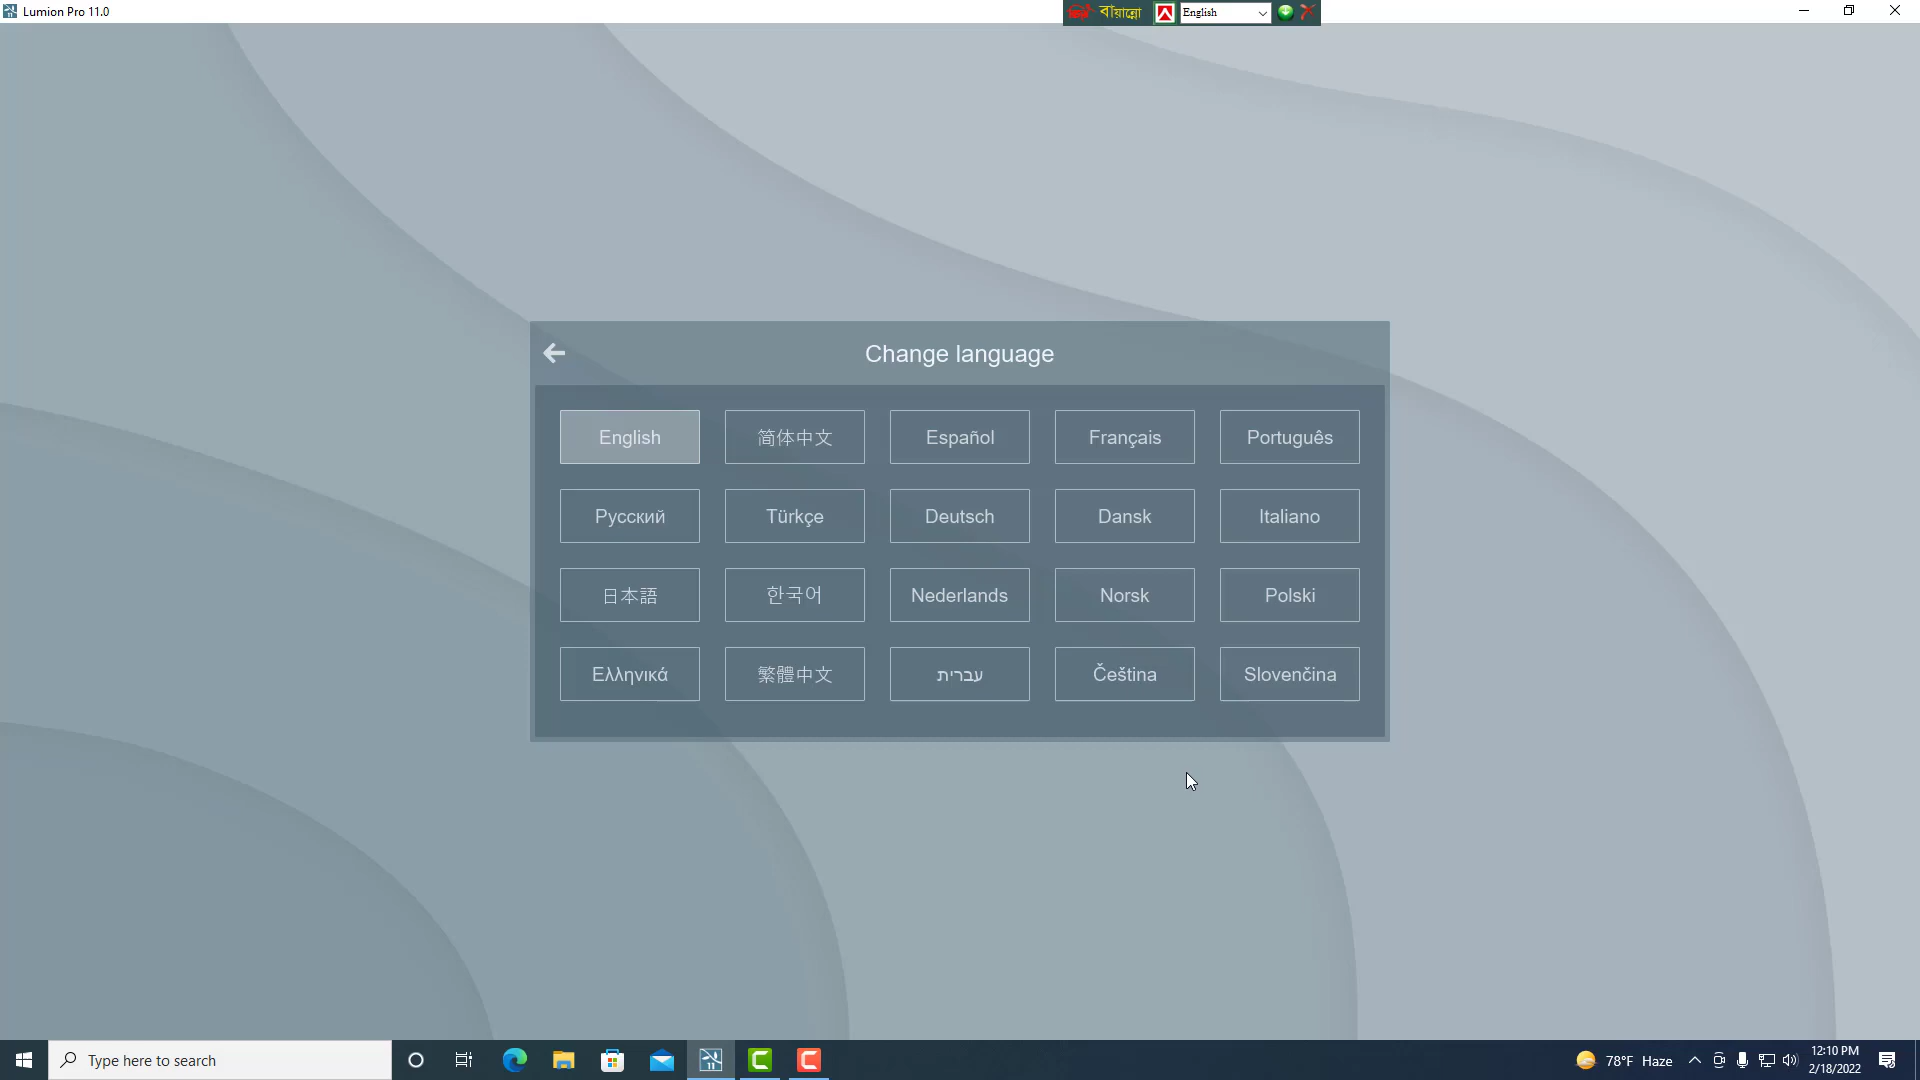 Lumion Pro 11.0
বায়ান্নো English
Change language
English 简体中文 Español Français Português
Русский Türkçe Deutsch Dansk Italiano
日本語 한국어 Nederlands Norsk Polski
Ελληνικά 繁體中文 עברית Čeština Slovenčina
Type here to search
78°F Haze
12:10 PM
2/18/2022